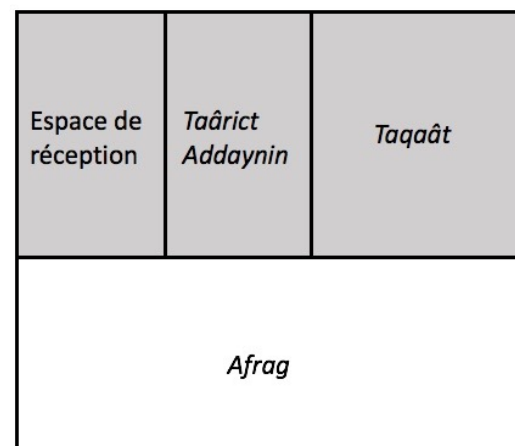 Espace de
réception
Taârict
Addaynin
Taqaât
Afrag